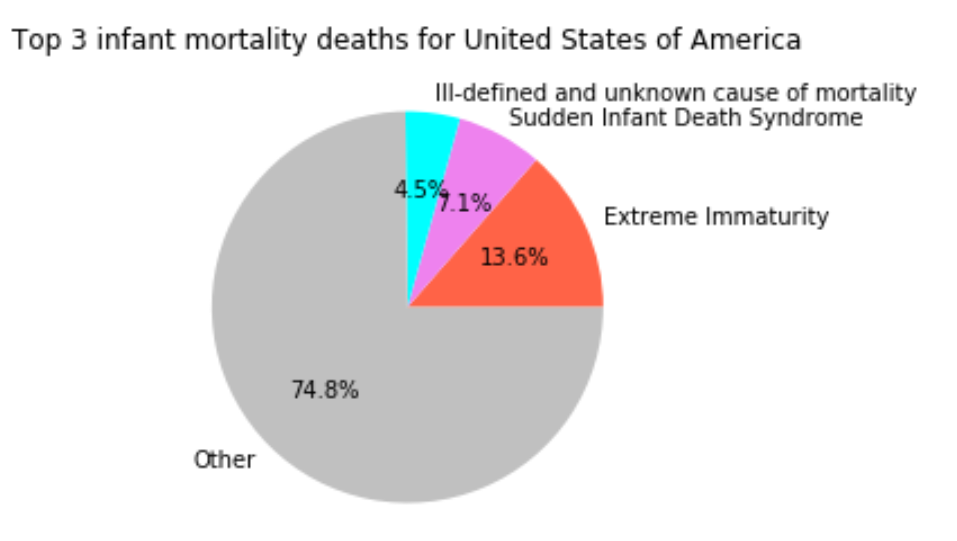 Top 3 infant mortality deaths for United States of America
Ill-defined and unknown cause of mortality
Sudden Infant Death Syndrome
4.5%
7.1%
Extreme Immaturity
13.6%
74.8%
Other